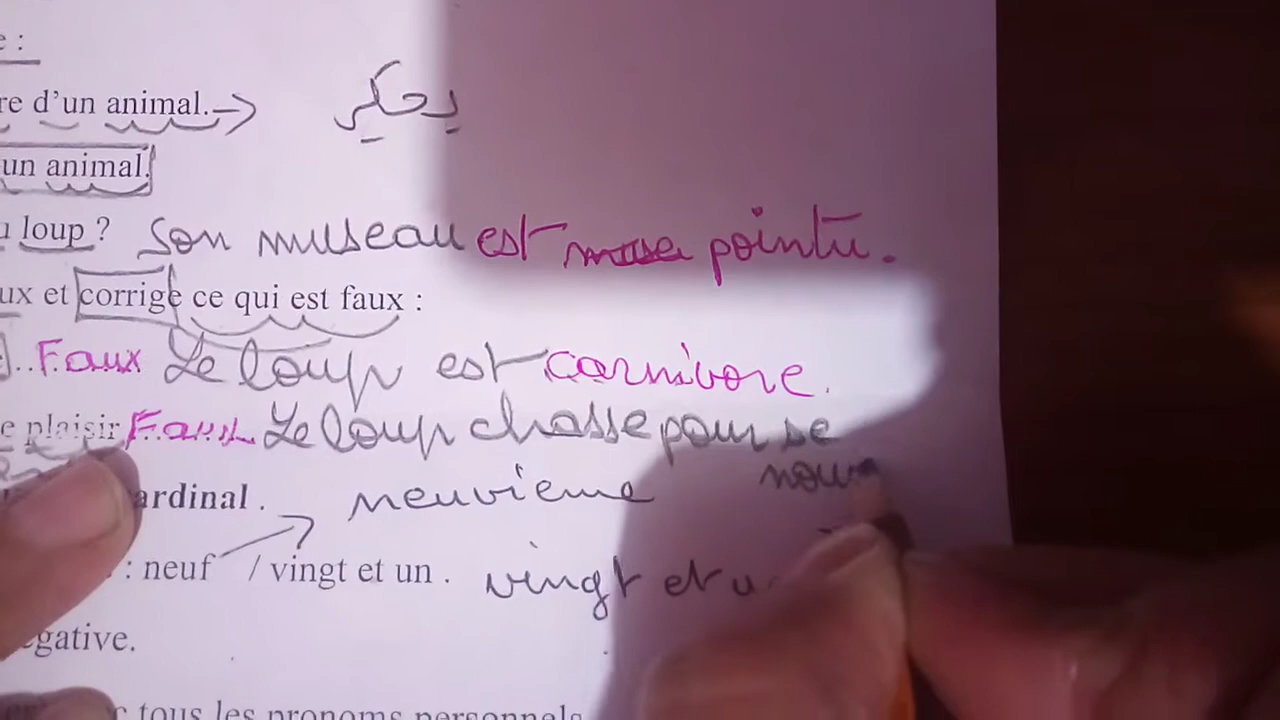 e :
re d'un animal. يحكي
un animal.
u loup ? Son museau est pointu.
ux et corrige ce qui est faux :
Faux Le loup est carnivore.
e plaisir Faux Le loup chasse pour se
nour
ardinal . neuvieme
: neuf / vingt et un . vingt et u
égative.
tous les pronoms personnels